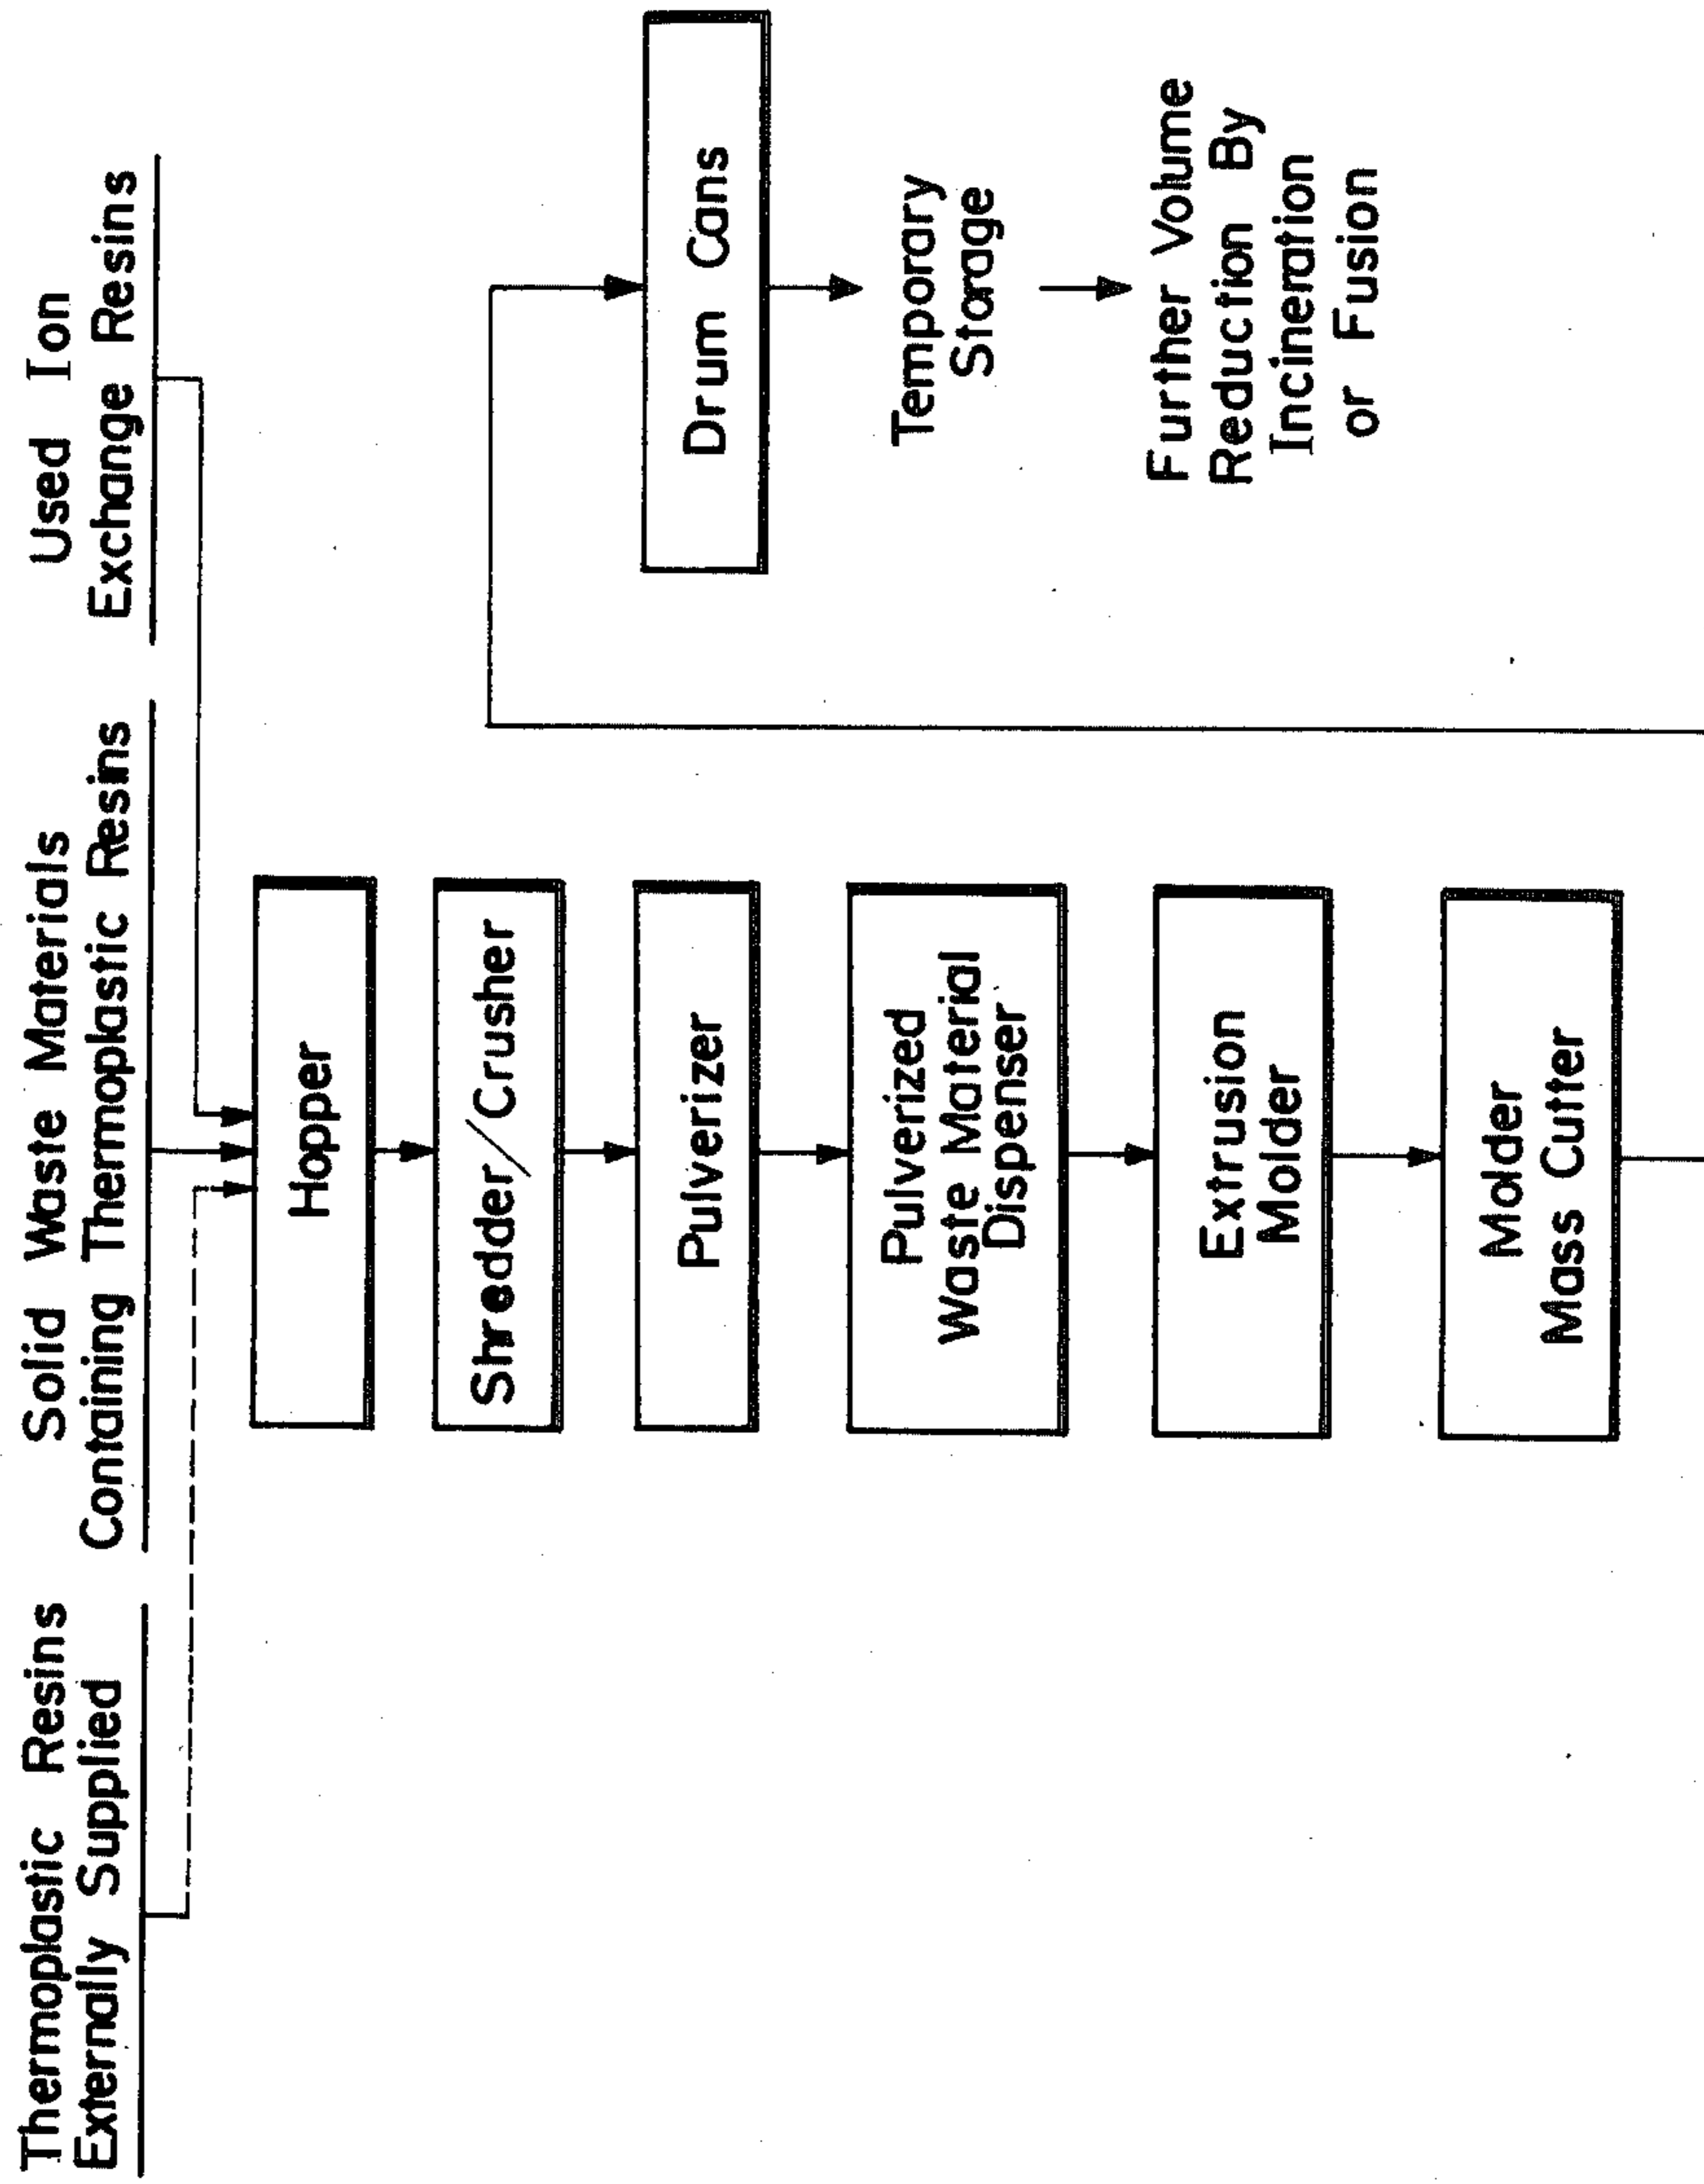 Thermoplastic Resins
Externally Supplied
Solid Waste Materials
Containing Thermoplastic Resins
Used Ion
Exchange Resins
Hopper
Shredder/Crusher
Pulverizer
Pulverized
Waste Material
Dispenser
Extrusion
Molder
Molder
Mass Cutter
Drum Cans
Temporary
Storage
Further Volume
Reduction By
Incineration
or Fusion